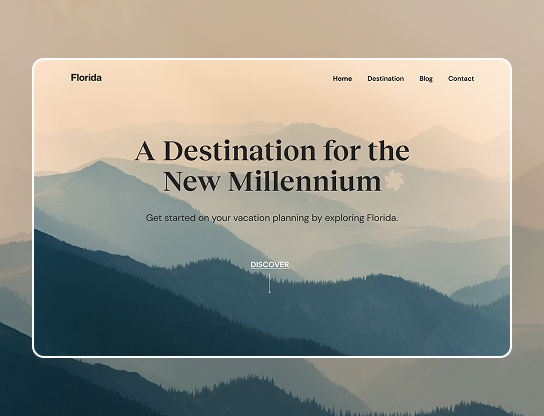 Florida
Home Destination Blog Contact
A Destination for the
New Millennium
Get started on your vacation planning by exploring Florida.
DISCOVER